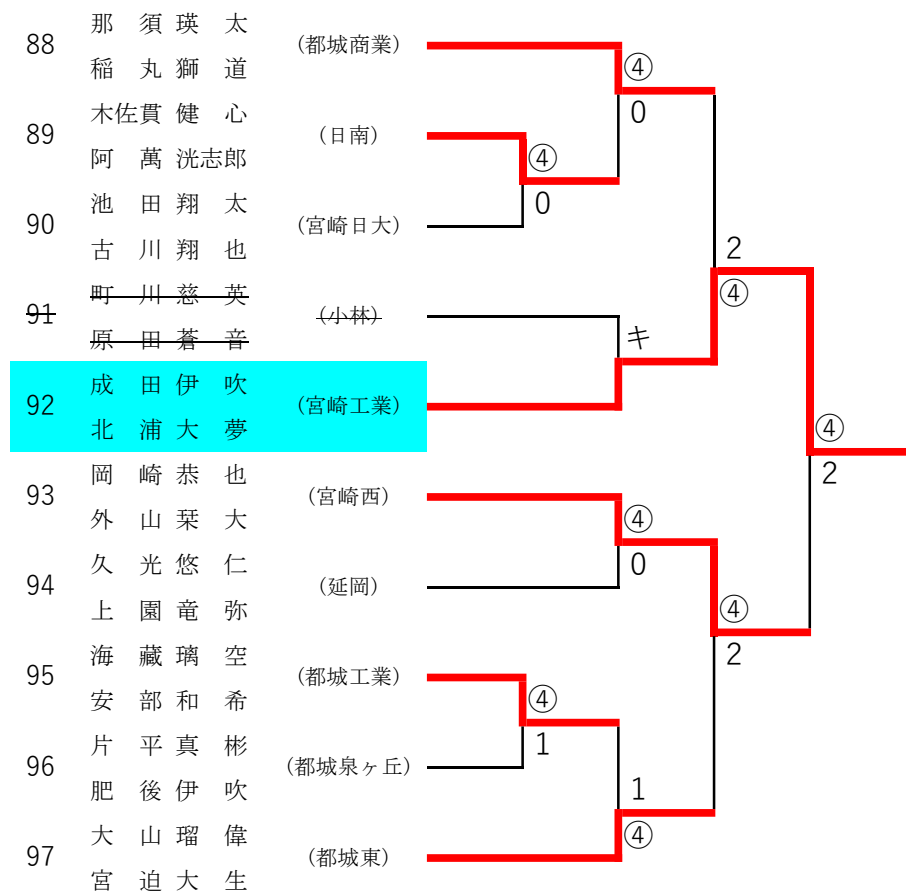 那須瑛太
88 (都城商業) ④
稲丸獅道
木佐貫健心 0
89 (日南) ④
阿萬洸志郎
池田翔太 0
90 (宮崎日大)
古川翔也 2
町川慈英 ④
91 (小林)
原田蒼音 キ
成田伊吹
92 (宮崎工業) ④
北浦大夢
岡崎恭也 2
93 (宮崎西) ④
外山栞大
久光悠仁 0
94 (延岡) ④
上園竜弥
海藏璃空 2
95 (都城工業) ④
安部和希
片平真彬 1
96 (都城泉ヶ丘) 1
肥後伊吹
大山瑠偉 ④
97 (都城東)
宮迫大生